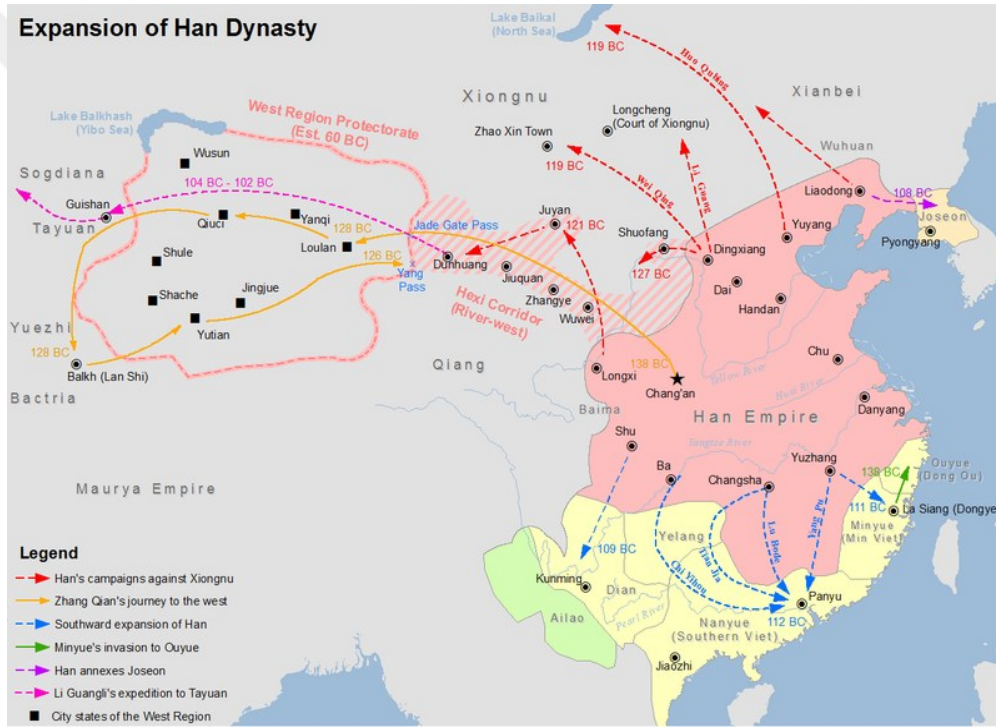 Expansion of Han Dynasty
Lake Baikal
(North Sea)
119 BC
Huo Qubing
Xianbei
Xiongnu
Longcheng
(Court of Xiongnu)
Zhao Xin Town
119 BC
Wei Qing
Li Guang
Wuhuan
Lake Balkhash
(Yibo Sea)
West Region Protectorate
(Est. 60 BC)
Wusun
Sogdiana
104 BC - 102 BC
Guishan
Tayuan
Qiuci
Yanqi
128 BC
Loulan
Jade Gate Pass
126 BC
Yang
Pass
Shule
Shache
Jingjue
Yutian
Yuezhi
128 BC
Balkh (Lan Shi)
Bactria
Juyan
121 BC
Dunhuang
Jiuquan
Zhangye
Wuwei
Hexi Corridor
(River-west)
Shuofang
127 BC
Dingxiang
Yuyang
Liaodong
108 BC
Joseon
Pyongyang
Dai
Handan
Qiang
Longxi
138 BC
Chang'an
Yellow River
Huai River
Chu
Danyang
Baima
Han Empire
Shu
Ba
Yangtze River
Changsha
Yuzhang
138 BC
Ouyue
(Dong Ou)
111 BC
La Siang (Dongye
Minyue
(Min Viet)
Maurya Empire
109 BC
Yelang
Chi Yihou
Tian Jia
Lu Bode
Yang Pu
Kunming
Dian
Ailao
Pearl River
Nanyue
(Southern Viet)
Panyu
112 BC
Jiaozhi
Legend
Han's campaigns against Xiongnu
Zhang Qian's journey to the west
Southward expansion of Han
Minyue's invasion to Ouyue
Han annexes Joseon
Li Guangli's expedition to Tayuan
City states of the West Region